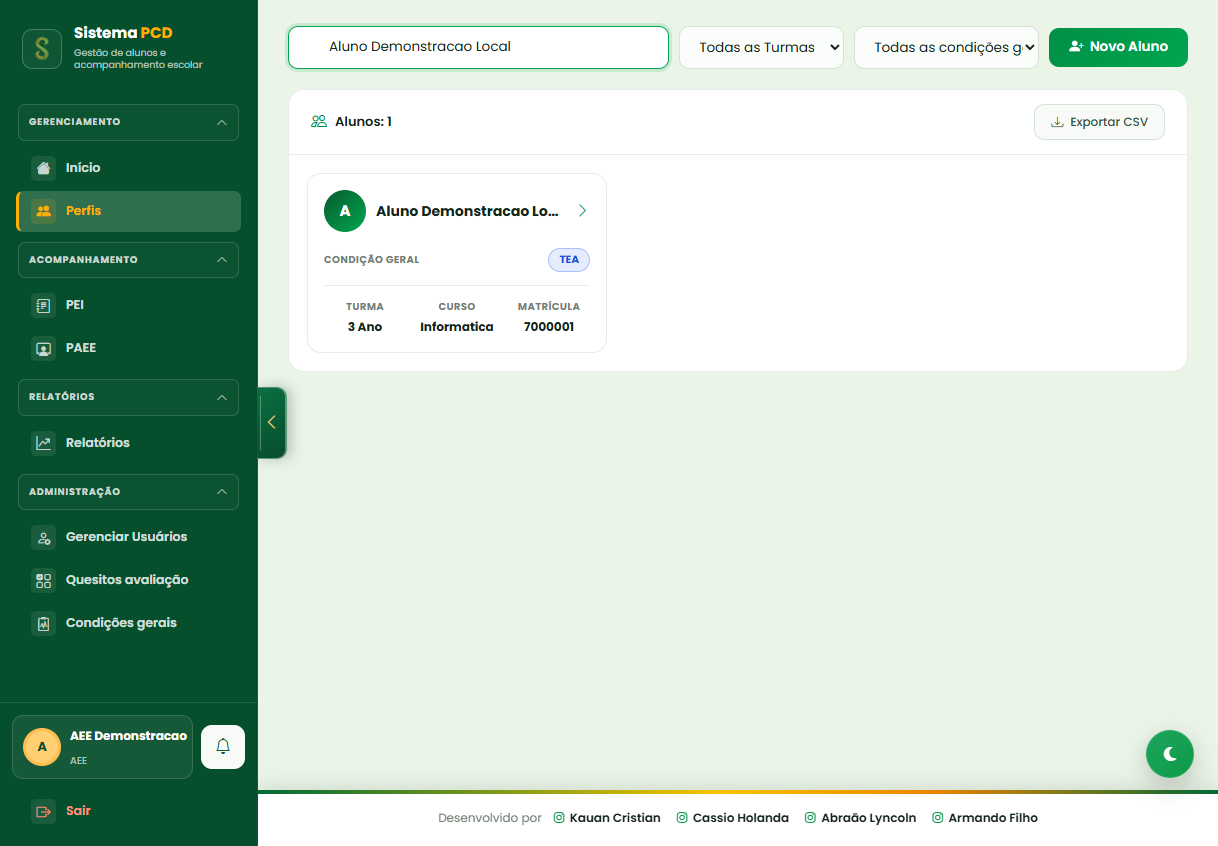 S
Sistema PCD
Gestão de alunos e
acompanhamento escolar
GERENCIAMENTO
Início
Perfis
ACOMPANHAMENTO
PEI
PAEE
RELATÓRIOS
Relatórios
ADMINISTRAÇÃO
Gerenciar Usuários
Quesitos avaliação
Condições gerais
A
AEE Demonstracao
AEE
Sair
Aluno Demonstracao Local
Todas as Turmas
Todas as condições g
Novo Aluno
Alunos: 1
Exportar CSV
A
Aluno Demonstracao Lo...
CONDIÇÃO GERAL
TEA
TURMA CURSO MATRÍCULA
3 Ano Informatica 7000001
Desenvolvido por Kauan Cristian Cassio Holanda Abraão Lyncoln Armando Filho